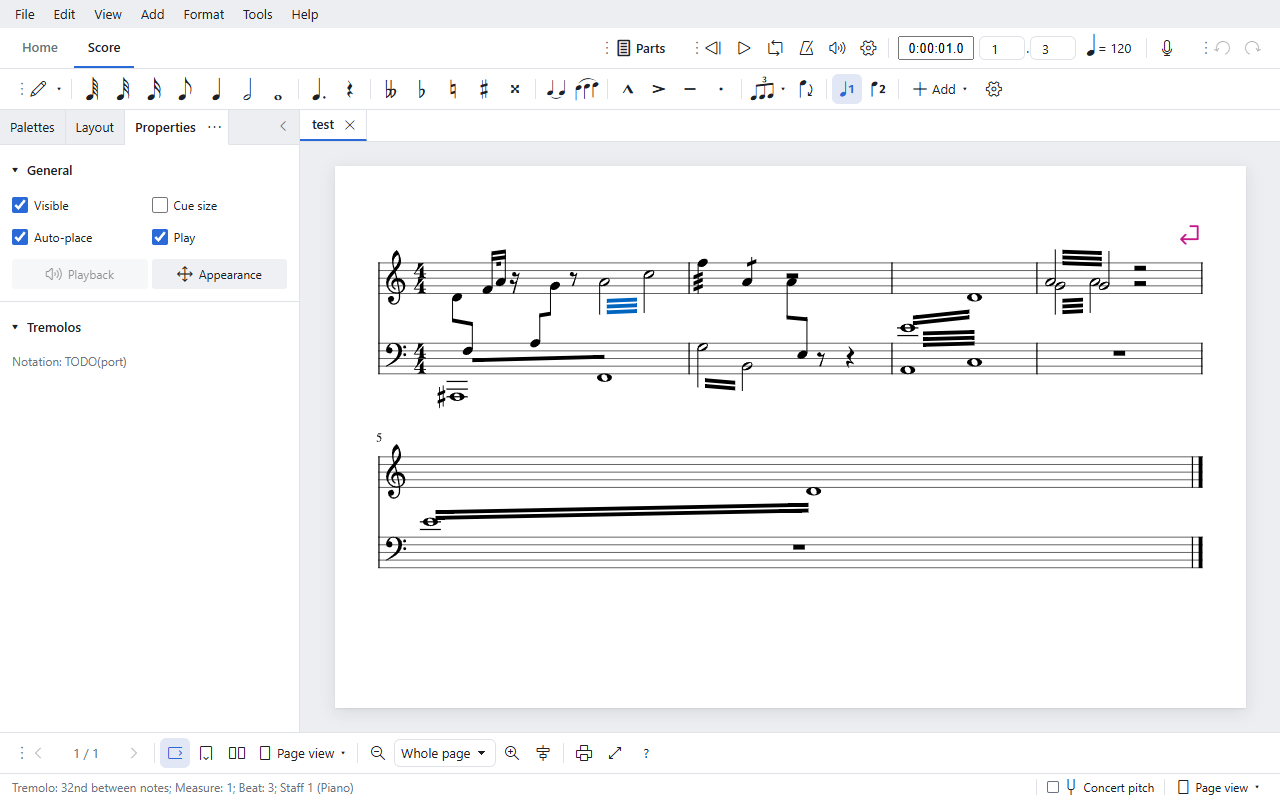 File Edit View Add Format Tools Help
Home Score Parts 0:00:01.0 1 . 3 = 120
3 1 2 Add
Palettes Layout Properties ··· test
General
Visible Cue size
Auto-place Play
Playback Appearance
Tremolos
Notation: TODO(port)
5
1 / 1 Page view Whole page ?
Tremolo: 32nd between notes; Measure: 1; Beat: 3; Staff 1 (Piano) Concert pitch Page view